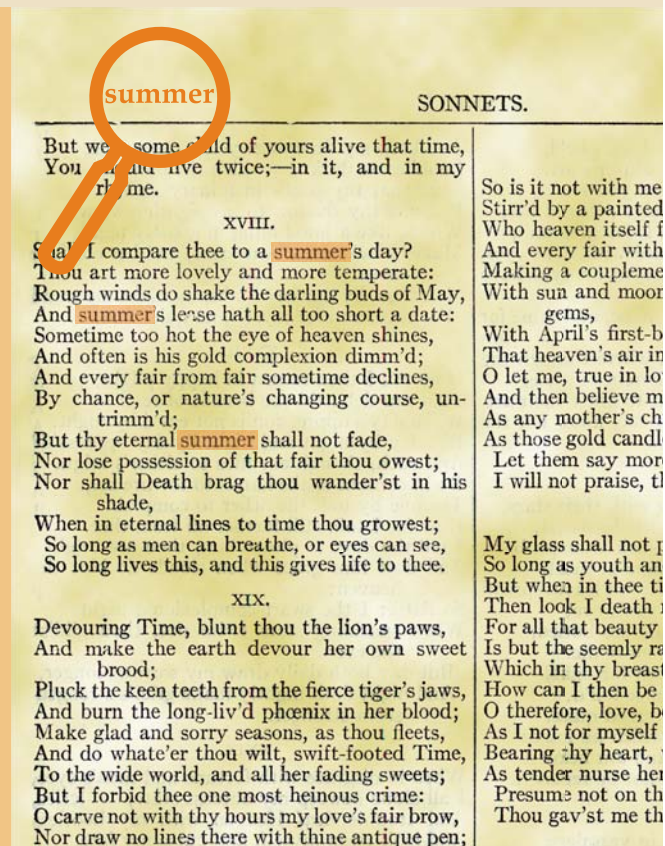 summer
SONNETS.
But we some ild of yours alive that time,
You live twice;—in it, and in my
rhyme.
XVIII.
Shall I compare thee to a summer's day?
Thou art more lovely and more temperate:
Rough winds do shake the darling buds of May,
And summer's lease hath all too short a date:
Sometime too hot the eye of heaven shines,
And often is his gold complexion dimm'd;
And every fair from fair sometime declines,
By chance, or nature's changing course, un-
trimm'd;
But thy eternal summer shall not fade,
Nor lose possession of that fair thou owest;
Nor shall Death brag thou wander'st in his
shade,
When in eternal lines to time thou growest;
So long as men can breathe, or eyes can see,
So long lives this, and this gives life to thee.
XIX.
Devouring Time, blunt thou the lion's paws,
And make the earth devour her own sweet
brood;
Pluck the keen teeth from the fierce tiger's jaws,
And burn the long-liv'd phœnix in her blood;
Make glad and sorry seasons, as thou fleets,
And do whate'er thou wilt, swift-footed Time,
To the wide world, and all her fading sweets;
But I forbid thee one most heinous crime:
O carve not with thy hours my love's fair brow,
Nor draw no lines there with thine antique pen;
So is it not with me
Stirr'd by a painted
Who heaven itself f
And every fair with
Making a coupleme
With sun and moon
gems,
With April's first-b
That heaven's air in
O let me, true in lo
And then believe m
As any mother's ch
As those gold candl
Let them say more
I will not praise, th
My glass shall not p
So long as youth an
But when in thee ti
Then look I death
For all that beauty
Is but the seemly ra
Which in thy breast
How can I then be
O therefore, love, be
As I not for myself
Bearing thy heart,
As tender nurse her
Presume not on th
Thou gav'st me th